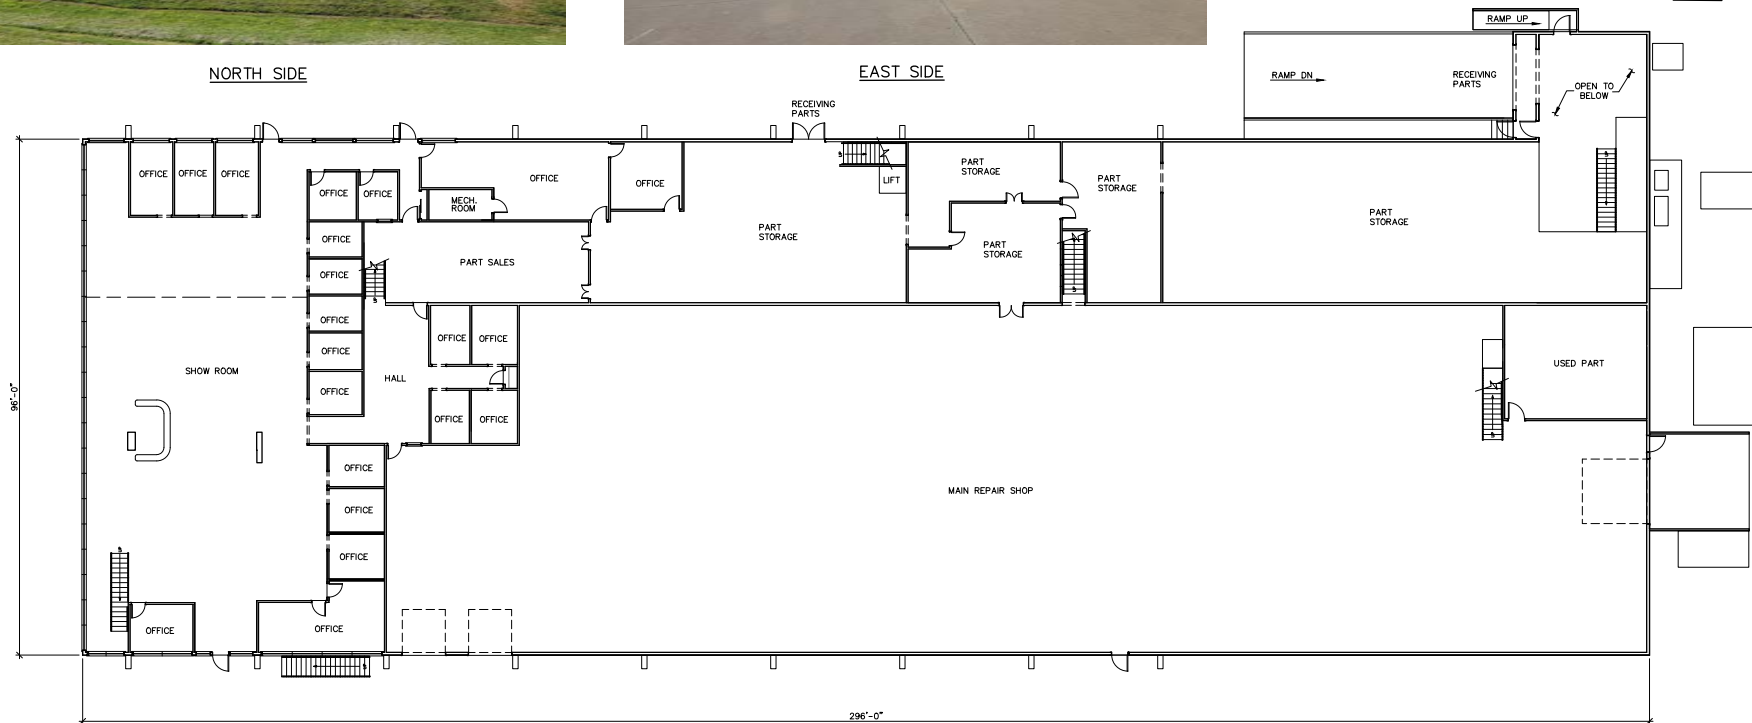 RAMP UP
NORTH SIDE
EAST SIDE
RAMP DN
RECEIVING
PARTS
OPEN TO
BELOW
RECEIVING
PARTS
OFFICE
OFFICE
OFFICE
OFFICE
OFFICE
OFFICE
MECH.
ROOM
OFFICE
LIFT
PART
STORAGE
PART
STORAGE
PART
STORAGE
PART
STORAGE
PART
STORAGE
OFFICE
PART SALES
OFFICE
OFFICE
OFFICE
OFFICE
SHOW ROOM
HALL
OFFICE
OFFICE
OFFICE
OFFICE
USED PART
96'-0"
OFFICE
OFFICE
OFFICE
MAIN REPAIR SHOP
OFFICE
OFFICE
296'-0"